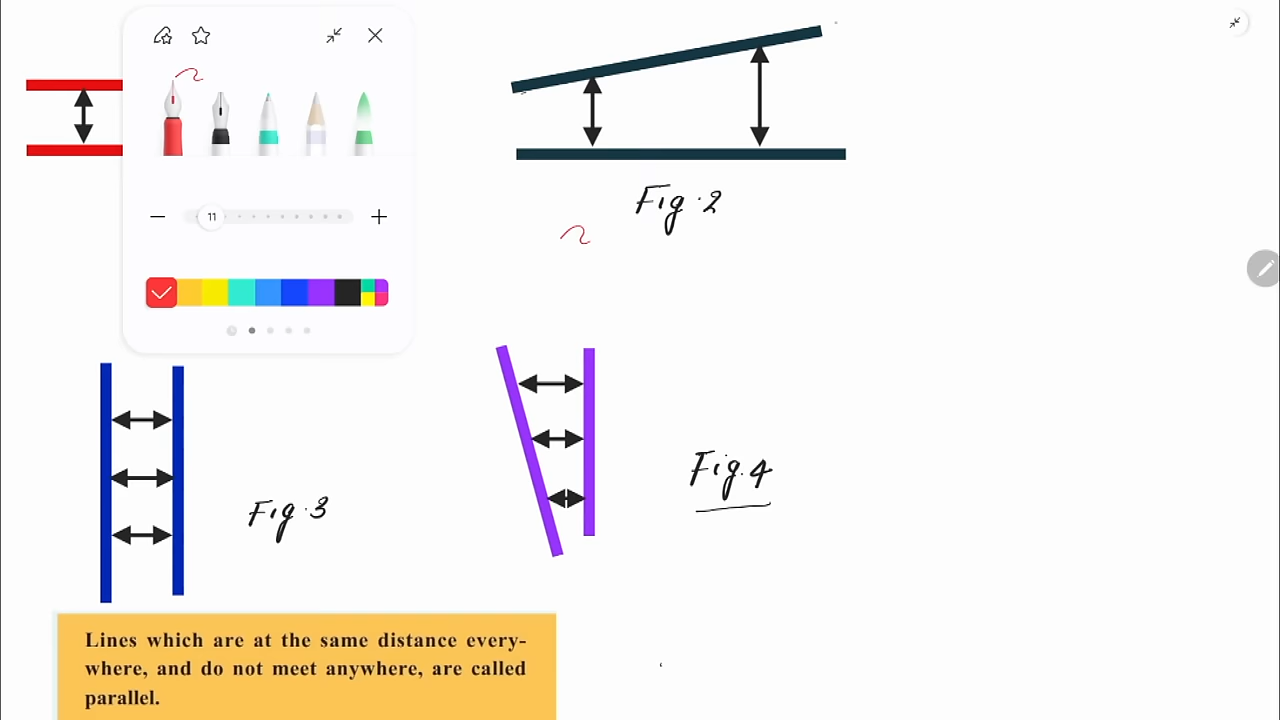 11
Fig. 2
Fig. 3
Fig. 4
Lines which are at the same distance every-
where, and do not meet anywhere, are called
parallel.